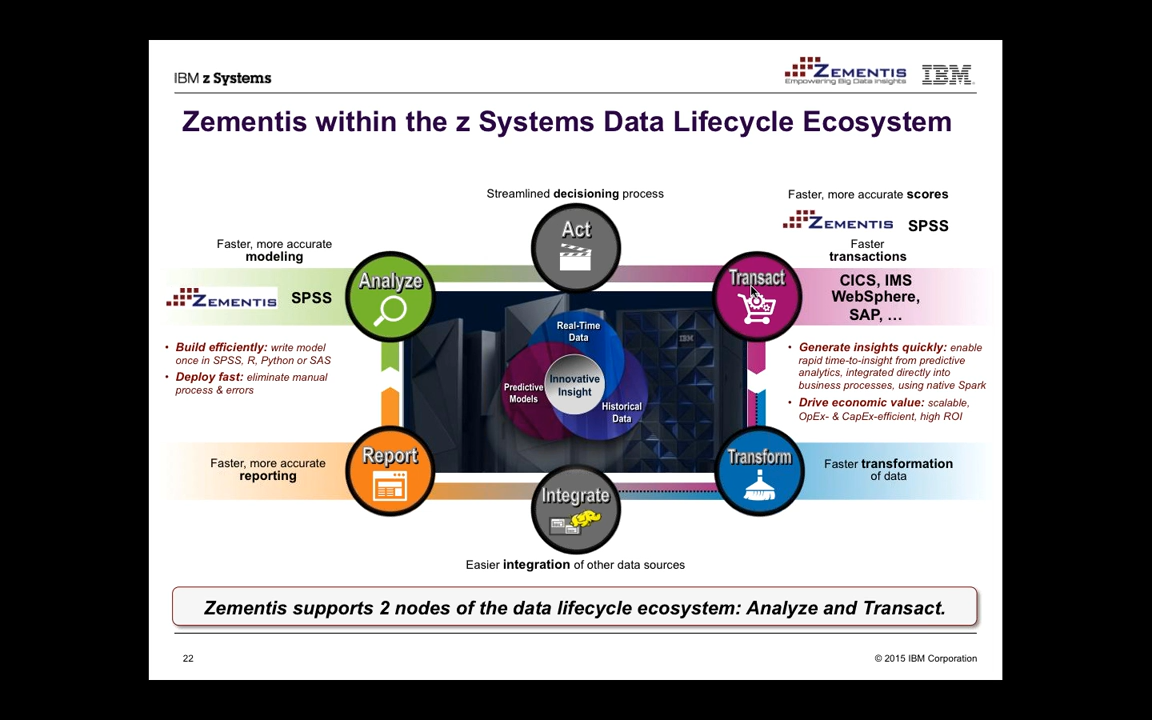 IBM z Systems
ZEMENTIS
Empowering Big Data Insights
IBM
Zementis within the z Systems Data Lifecycle Ecosystem
Streamlined decisioning process
Faster, more accurate scores
ZEMENTIS SPSS
Faster
transactions
Faster, more accurate
modeling
Act
Analyze
Transact
ZEMENTIS SPSS
CICS, IMS
WebSphere,
SAP, …
• Build efficiently: write model
once in SPSS, R, Python or SAS
• Deploy fast: eliminate manual
process & errors
Real-Time
Data
IBM
Innovative
Insight
Predictive
Models
Historical
Data
• Generate insights quickly: enable
rapid time-to-insight from predictive
analytics, integrated directly into
business processes, using native Spark
• Drive economic value: scalable,
OpEx- & CapEx-efficient, high ROI
Faster, more accurate
reporting
Report
Integrate
Transform
Faster transformation
of data
Easier integration of other data sources
Zementis supports 2 nodes of the data lifecycle ecosystem: Analyze and Transact.
22
© 2015 IBM Corporation